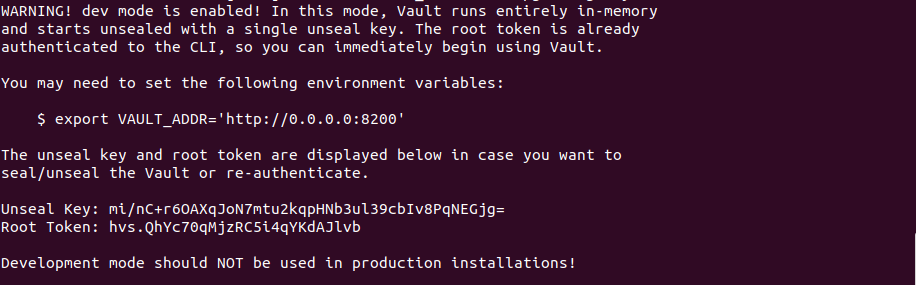 WARNING! dev mode is enabled! In this mode, Vault runs entirely in-memory
and starts unsealed with a single unseal key. The root token is already
authenticated to the CLI, so you can immediately begin using Vault.
You may need to set the following environment variables:
$ export VAULT_ADDR='http://0.0.0.0:8200'
The unseal key and root token are displayed below in case you want to
seal/unseal the Vault or re-authenticate.
Unseal Key: mi/nC+r6OAXqJoN7mtu2kqpHNb3ul39cbIv8PqNEGjg=
Root Token: hvs.QhYc70qMjzRC5i4qYKdAJlvb
Development mode should NOT be used in production installations!